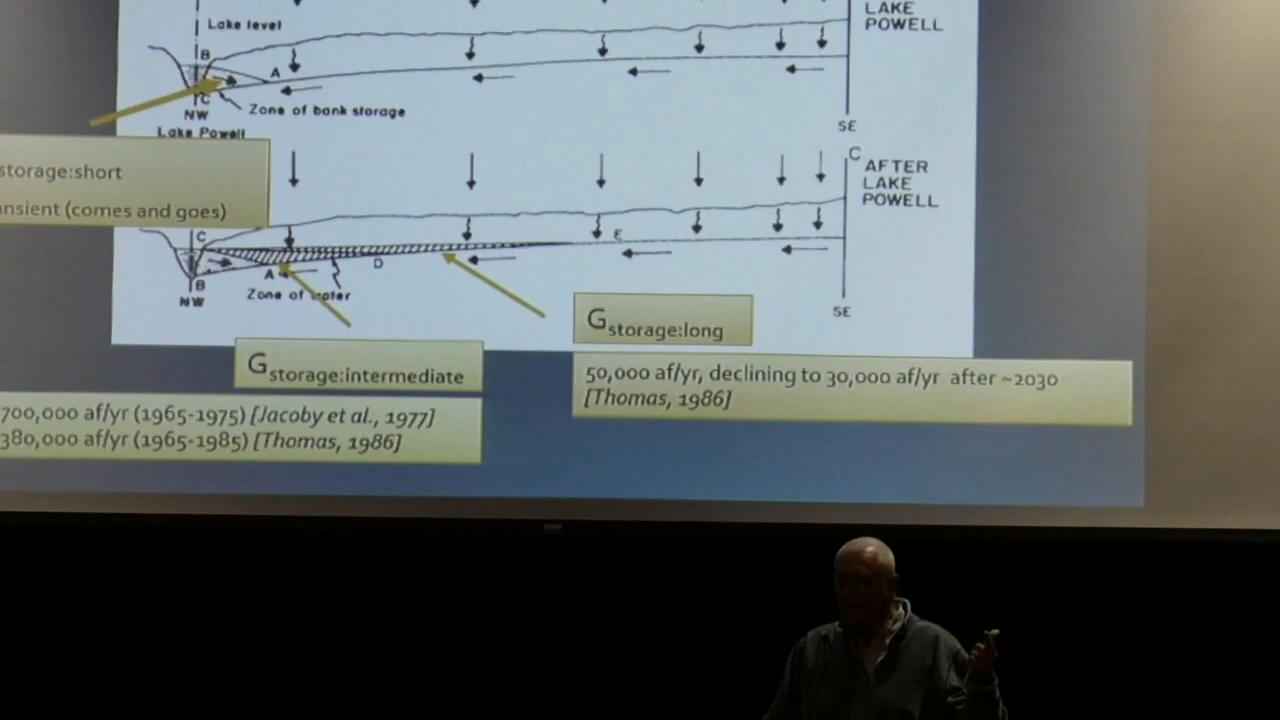 Lake level
LAKE
POWELL
B
A
C
NW
Zone of bank storage
SE
Lake Powell
storage:short
ansient (comes and goes)
C
AFTER
LAKE
POWELL
C
E
D
A
B
NW
Zone of water
SE
Gstorage:long
Gstorage:intermediate
50,000 af/yr, declining to 30,000 af/yr after ~2030
[Thomas, 1986]
700,000 af/yr (1965-1975) [Jacoby et al., 1977]
380,000 af/yr (1965-1985) [Thomas, 1986]